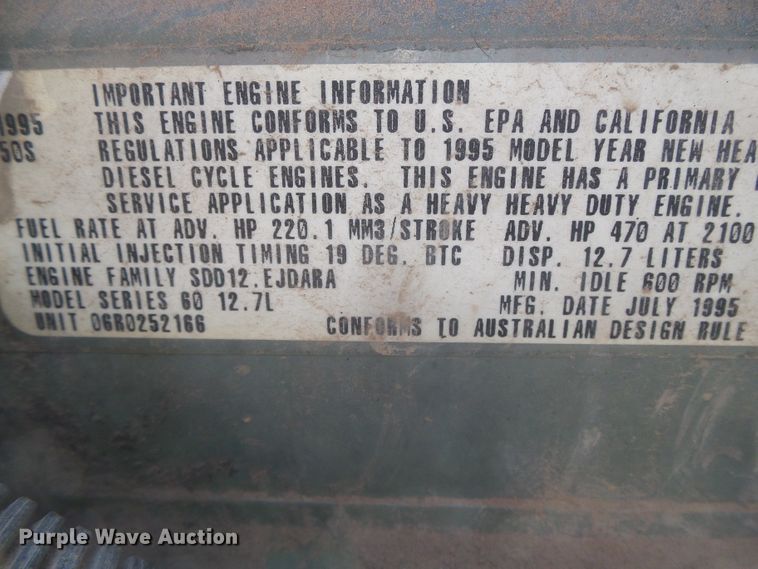 IMPORTANT ENGINE INFORMATION
1995 THIS ENGINE CONFORMS TO U.S. EPA AND CALIFORNIA
50S REGULATIONS APPLICABLE TO 1995 MODEL YEAR NEW HEA
DIESEL CYCLE ENGINES. THIS ENGINE HAS A PRIMARY
SERVICE APPLICATION AS A HEAVY HEAVY DUTY ENGINE.
FUEL RATE AT ADV. HP 220.1 MM3/STROKE ADV. HP 470 AT 2100
INITIAL INJECTION TIMING 19 DEG. BTC DISP. 12.7 LITERS
ENGINE FAMILY SDD12.EJDARA MIN. IDLE 600 RPM
MODEL SERIES 60 12.7L MFG. DATE JULY 1995
UNIT 06R0252166 CONFORMS TO AUSTRALIAN DESIGN RULE
Purple Wave Auction